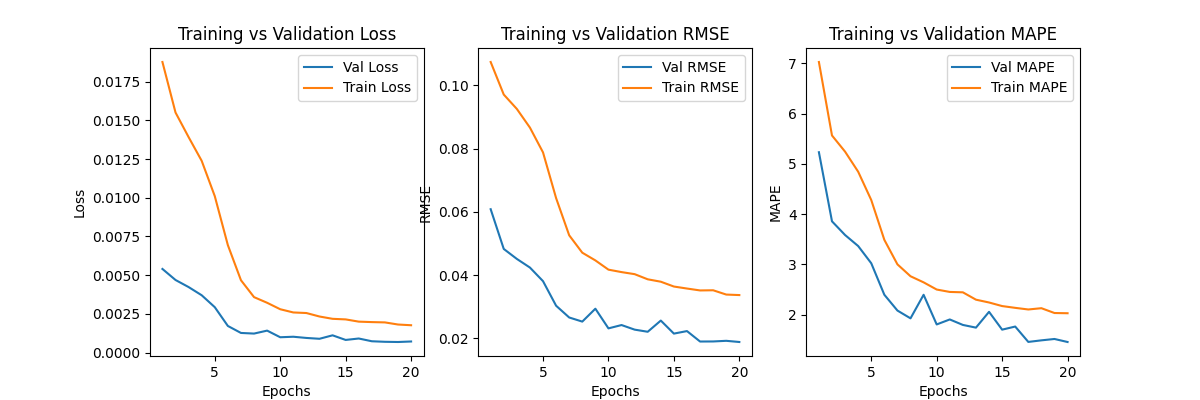 Training vs Validation Loss
Val Loss
Train Loss
0.0175
0.0150
0.0125
0.0100
0.0075
0.0050
0.0025
0.0000
Loss
5
10
15
20
Epochs
Training vs Validation RMSE
Val RMSE
Train RMSE
0.10
0.08
0.06
0.04
0.02
RMSE
5
10
15
20
Epochs
Training vs Validation MAPE
Val MAPE
Train MAPE
7
6
5
4
3
2
MAPE
5
10
15
20
Epochs